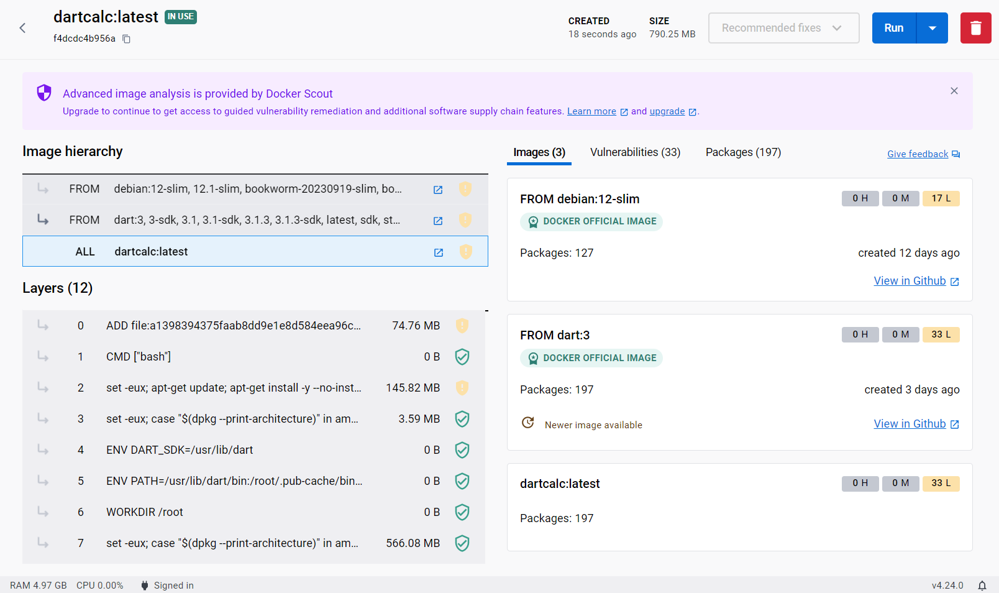 dartcalc:latest IN USE
f4dcdc4b956a
CREATED
18 seconds ago
SIZE
790.25 MB
Recommended fixes
Run
Advanced image analysis is provided by Docker Scout
Upgrade to continue to get access to guided vulnerability remediation and additional software supply chain features. Learn more and upgrade.
Image hierarchy
FROM debian:12-slim, 12.1-slim, bookworm-20230919-slim, bo...
FROM dart:3, 3-sdk, 3.1, 3.1-sdk, 3.1.3, 3.1.3-sdk, latest, sdk, st...
ALL dartcalc:latest
Layers (12)
0 ADD file:a1398394375faab8dd9e1e8d584eea96c... 74.76 MB
1 CMD ["bash"] 0 B
2 set -eux; apt-get update; apt-get install -y --no-inst... 145.82 MB
3 set -eux; case "$(dpkg --print-architecture)" in am... 3.59 MB
4 ENV DART_SDK=/usr/lib/dart 0 B
5 ENV PATH=/usr/lib/dart/bin:/root/.pub-cache/bin... 0 B
6 WORKDIR /root 0 B
7 set -eux; case "$(dpkg --print-architecture)" in am... 566.08 MB
Images (3) Vulnerabilities (33) Packages (197) Give feedback
FROM debian:12-slim 0 H 0 M 17 L
DOCKER OFFICIAL IMAGE
Packages: 127 created 12 days ago
View in Github
FROM dart:3 0 H 0 M 33 L
DOCKER OFFICIAL IMAGE
Packages: 197 created 3 days ago
Newer image available View in Github
dartcalc:latest 0 H 0 M 33 L
Packages: 197
RAM 4.97 GB CPU 0.00% Signed in v4.24.0